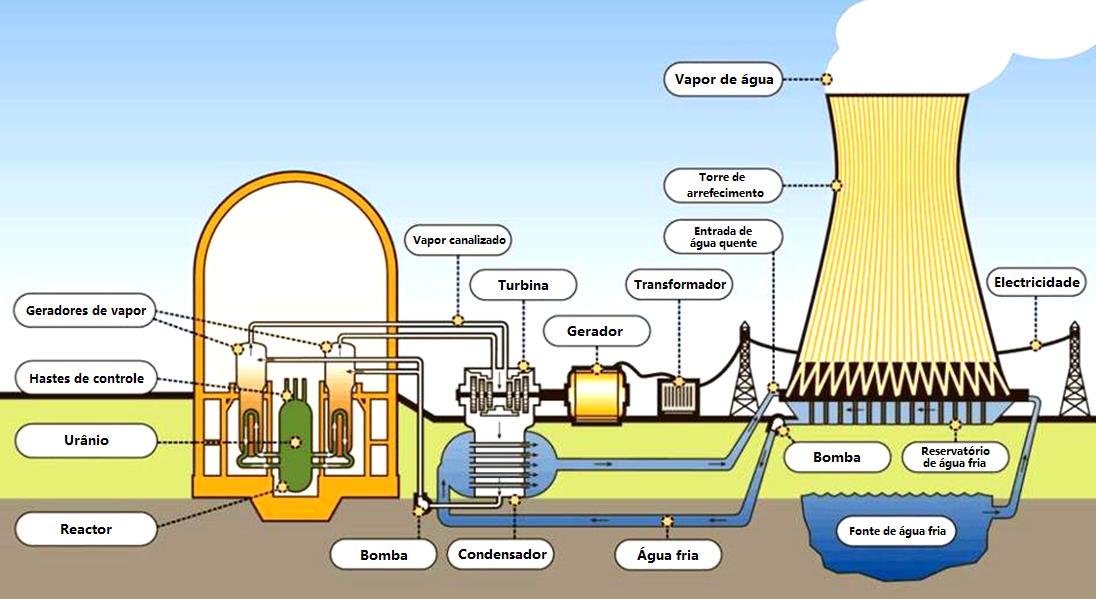 Vapor de água
Torre de
arrefecimento
Entrada de
água quente
Vapor canalizado
Turbina
Transformador
Electricidade
Geradores de vapor
Gerador
Hastes de controle
Urânio
Bomba
Reservatório
de água fria
Reactor
Bomba
Condensador
Água fria
Fonte de água fria